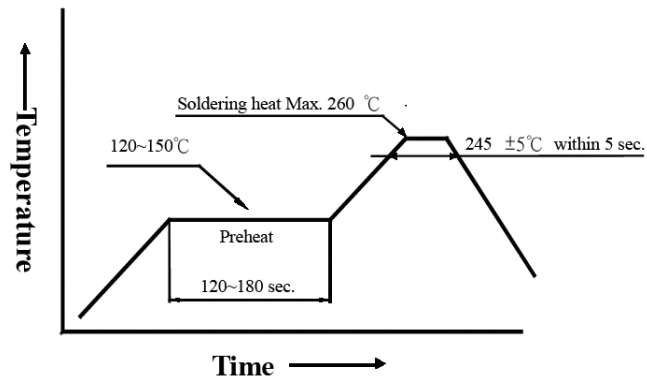 Soldering heat Max. 260 ℃
120~150℃
245 ±5℃ within 5 sec.
Preheat
120~180 sec.
Temperature
Time